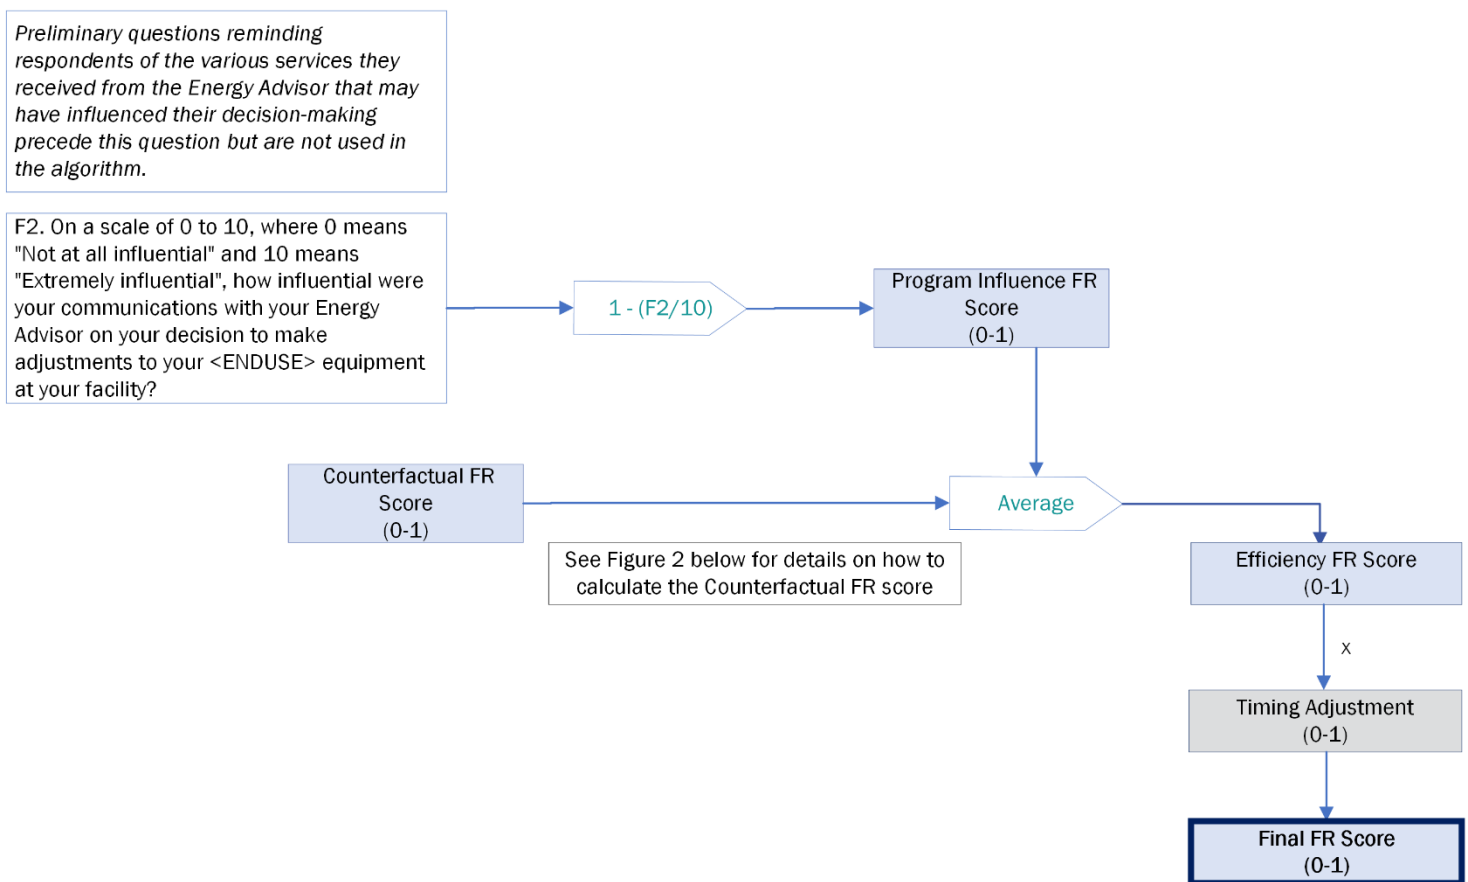 Preliminary questions reminding
respondents of the various services they
received from the Energy Advisor that may
have influenced their decision-making
precede this question but are not used in
the algorithm.
F2. On a scale of 0 to 10, where 0 means
"Not at all influential" and 10 means
"Extremely influential", how influential were
your communications with your Energy
Advisor on your decision to make
adjustments to your <ENDUSE> equipment
at your facility?
1 - (F2/10)
Program Influence FR
Score
(0-1)
Counterfactual FR
Score
(0-1)
Average
See Figure 2 below for details on how to
calculate the Counterfactual FR score
Efficiency FR Score
(0-1)
x
Timing Adjustment
(0-1)
Final FR Score
(0-1)